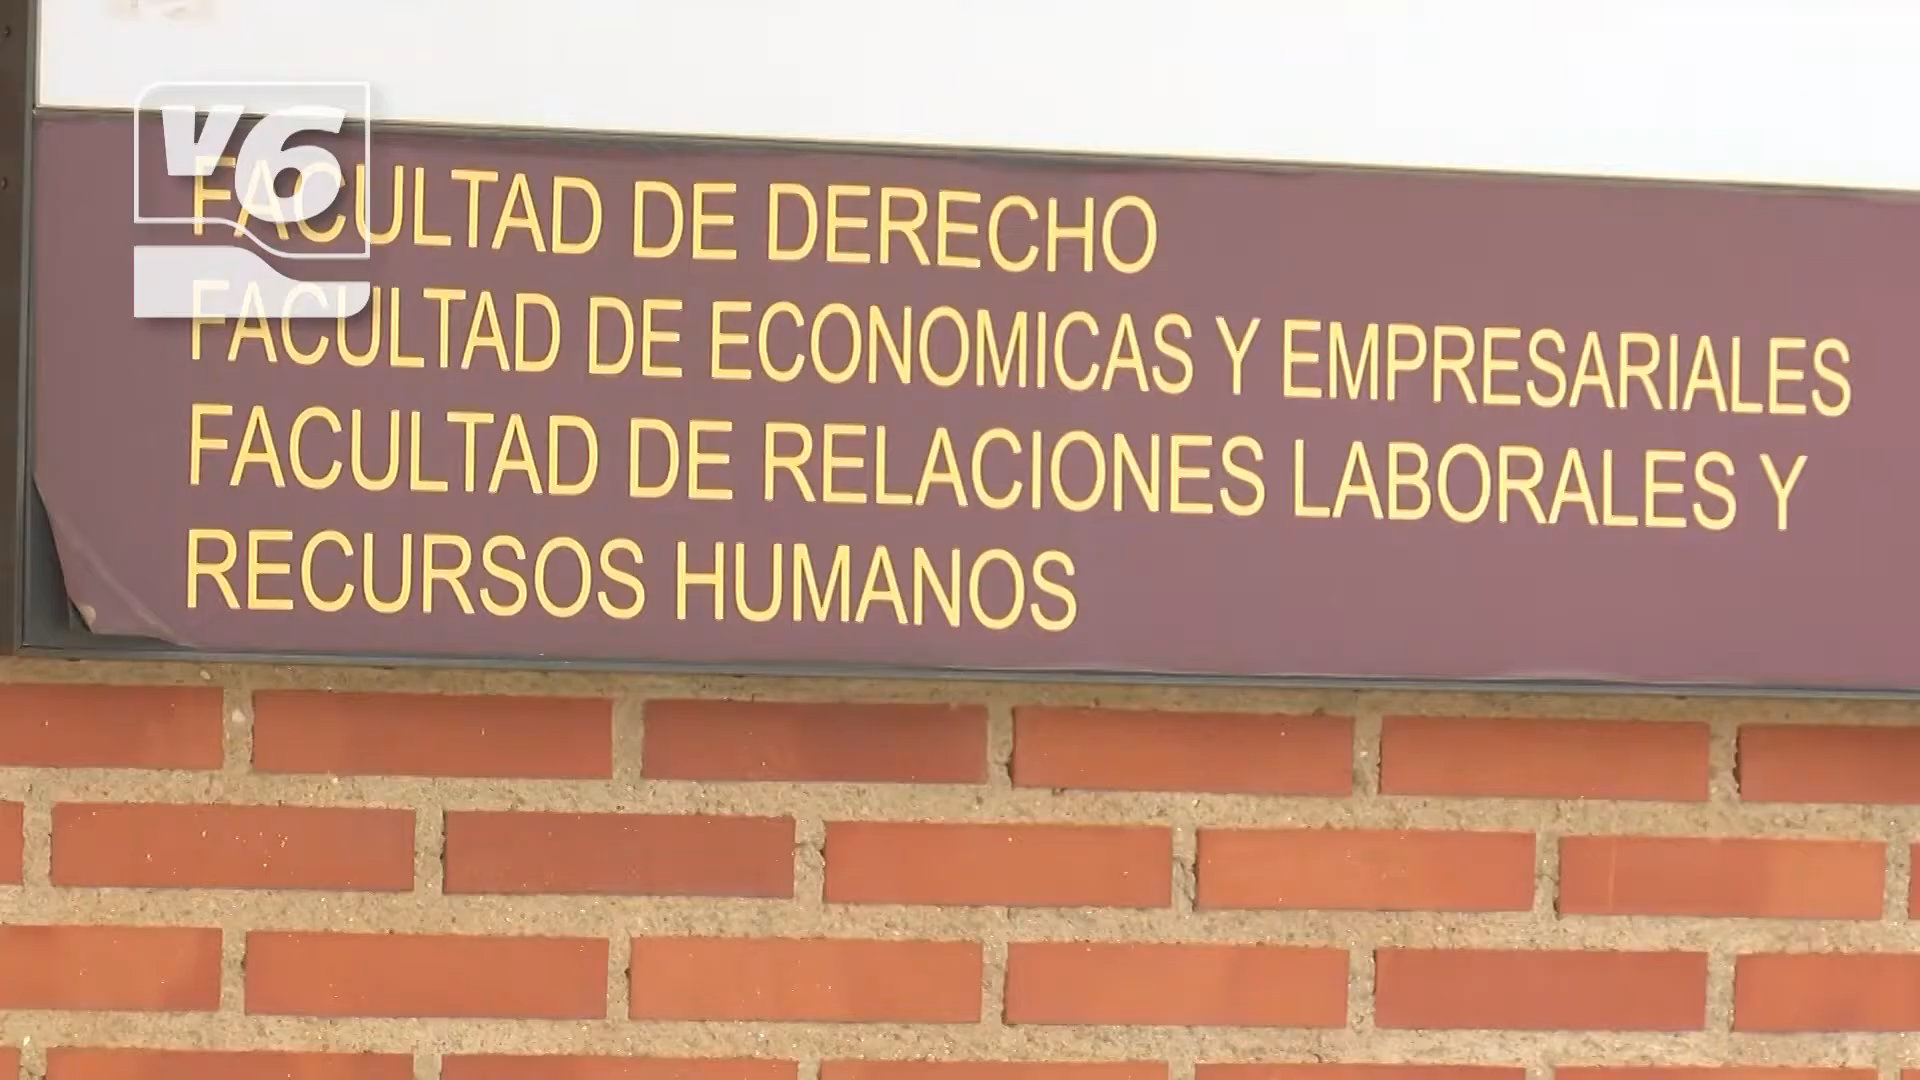 V6
FACULTAD DE DERECHO
FACULTAD DE ECONOMICAS Y EMPRESARIALES
FACULTAD DE RELACIONES LABORALES Y
RECURSOS HUMANOS